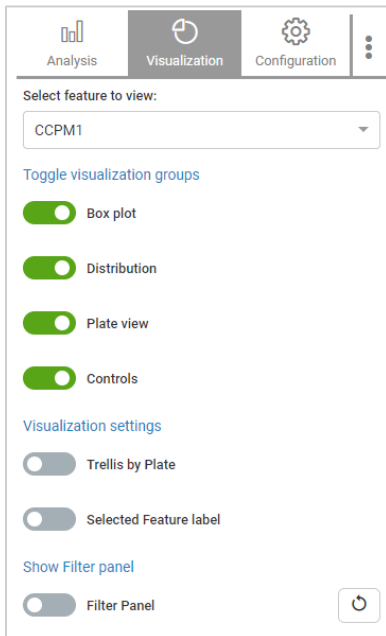 Analysis
Visualization
Configuration
Select feature to view:
CCPM1
Toggle visualization groups
Box plot
Distribution
Plate view
Controls
Visualization settings
Trellis by Plate
Selected Feature label
Show Filter panel
Filter Panel